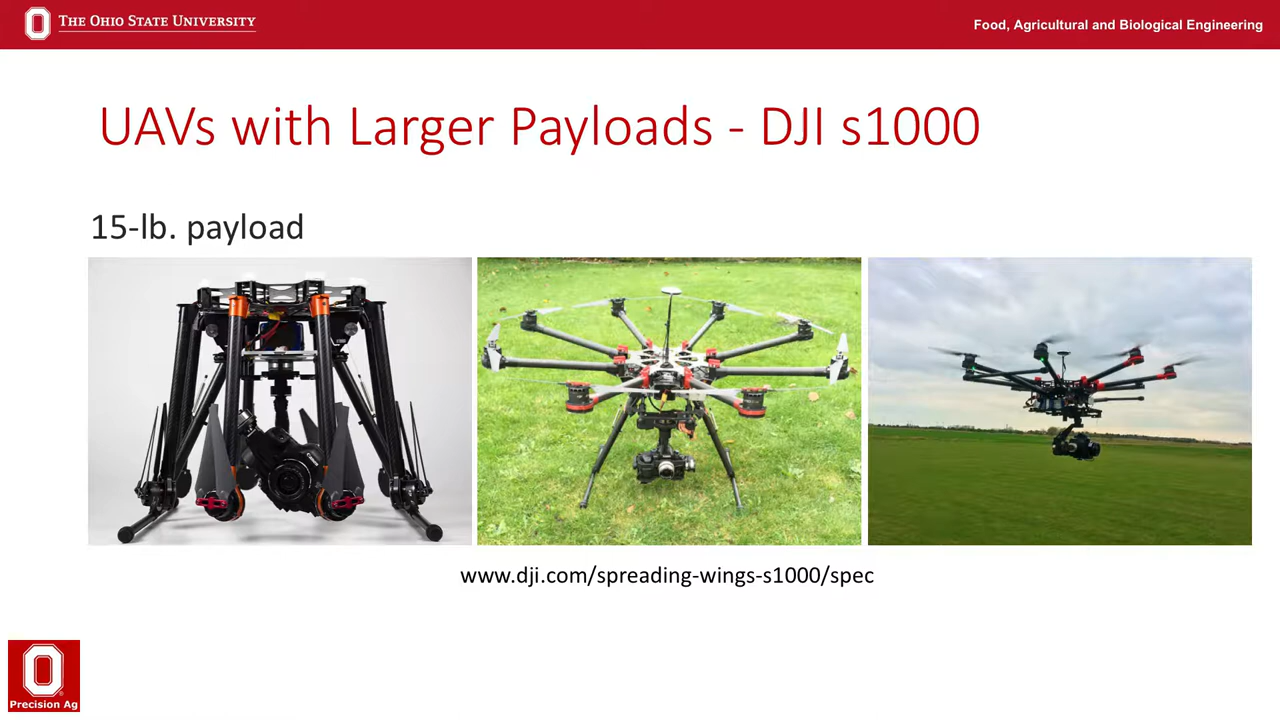 THE OHIO STATE UNIVERSITY
Food, Agricultural and Biological Engineering
UAVs with Larger Payloads - DJI s1000
15-lb. payload
Canon
www.dji.com/spreading-wings-s1000/spec
Precision Ag